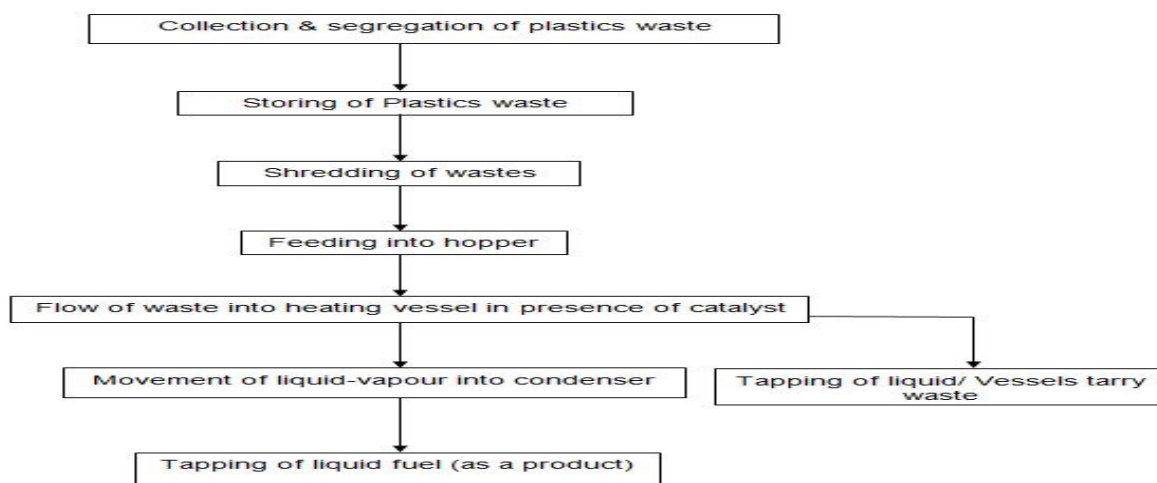 Collection & segregation of plastics waste
Storing of Plastics waste
Shredding of wastes
Feeding into hopper
Flow of waste into heating vessel in presence of catalyst
Movement of liquid-vapour into condenser
Tapping of liquid/ Vessels tarry
waste
Tapping of liquid fuel (as a product)